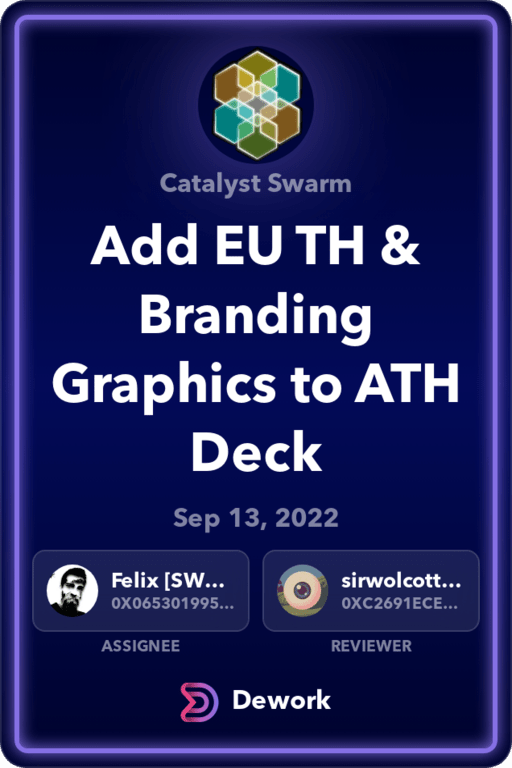 Catalyst Swarm
Add EU TH &
Branding
Graphics to ATH
Deck
Sep 13, 2022
Felix [SW...
0X065301995...
sirwolcott...
0XC2691ECE...
ASSIGNEE
REVIEWER
Dework